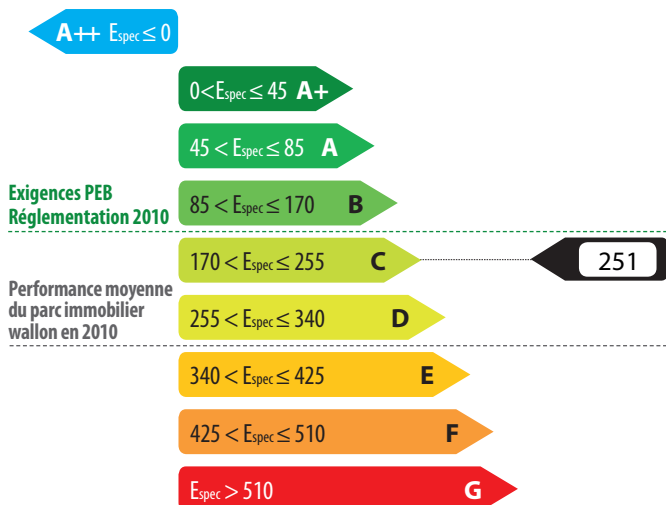 A++ Espec ≤ 0
0<Espec ≤ 45 A+
45 < Espec ≤ 85 A
Exigences PEB
Réglementation 2010
85 < Espec ≤ 170 B
170 < Espec ≤ 255 C
251
Performance moyenne
du parc immobilier
wallon en 2010
255 < Espec ≤ 340 D
340 < Espec ≤ 425 E
425 < Espec ≤ 510 F
Espec > 510 G